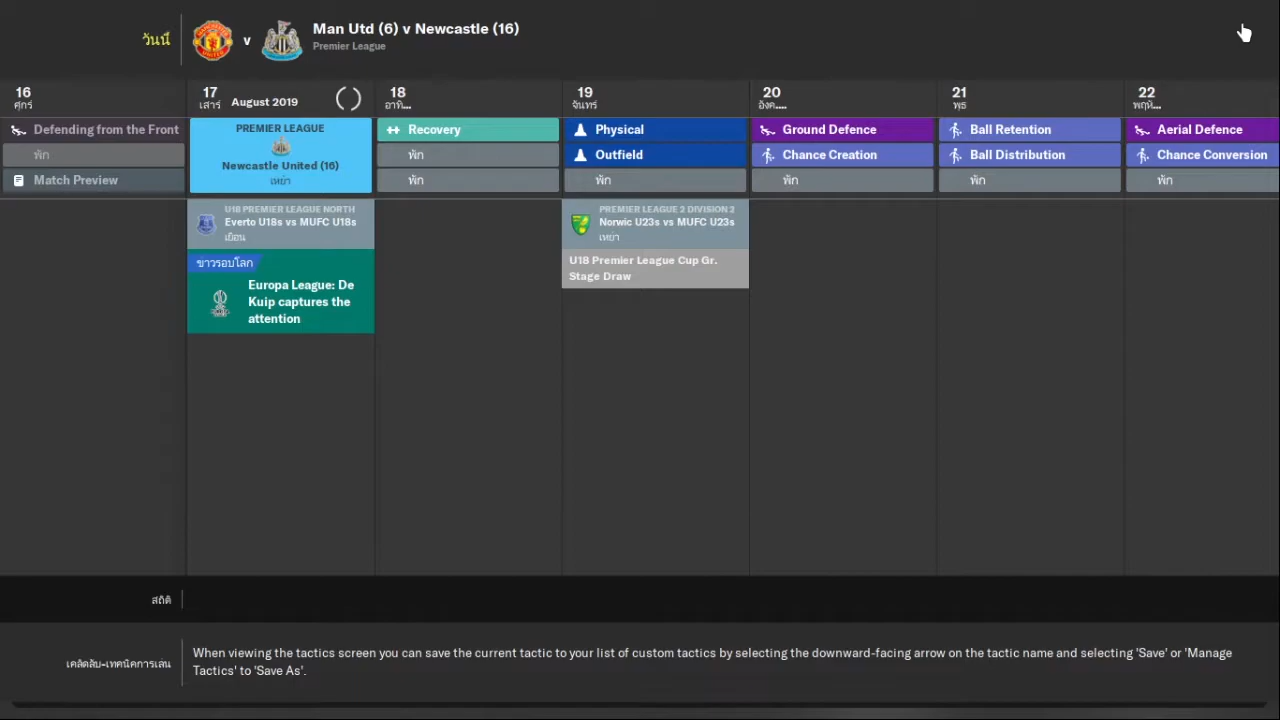 วันนี้
v
Man Utd (6) v Newcastle (16)
Premier League
16
ศุกร์
17
เสาร์
August 2019
18
อาทิ...
19
จันทร์
20
อังค....
21
พุธ
22
พฤหั...
Defending from the Front
พัก
Match Preview
PREMIER LEAGUE
Newcastle United (16)
เหย้า
Recovery
พัก
พัก
Physical
Outfield
พัก
Ground Defence
Chance Creation
พัก
Ball Retention
Ball Distribution
พัก
Aerial Defence
Chance Conversion
พัก
U18 PREMIER LEAGUE NORTH
Everto U18s vs MUFC U18s
เยือน
ข่าวรอบโลก
Europa League: De
Kuip captures the
attention
PREMIER LEAGUE 2 DIVISION 2
Norwic U23s vs MUFC U23s
เหย้า
U18 Premier League Cup Gr.
Stage Draw
สถิติ
เคล็ดลับ-เทคนิคการเล่น
When viewing the tactics screen you can save the current tactic to your list of custom tactics by selecting the downward-facing arrow on the tactic name and selecting 'Save' or 'Manage
Tactics' to 'Save As'.